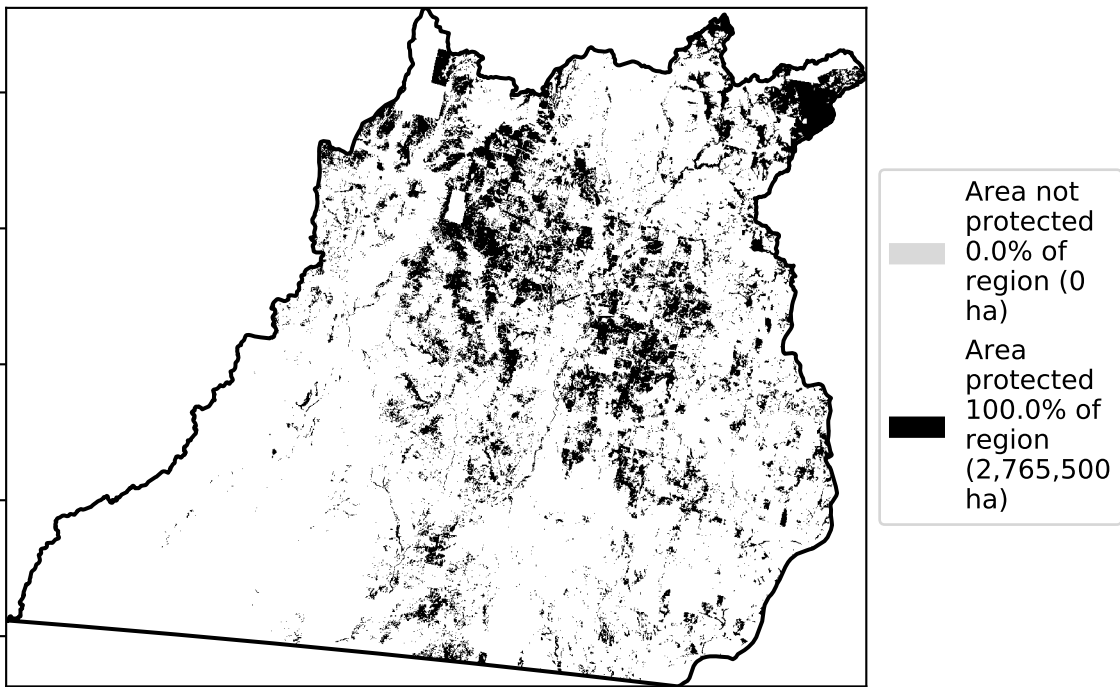 Area not
protected
0.0% of
region (0
ha)
Area
protected
100.0% of
region
(2,765,500
ha)